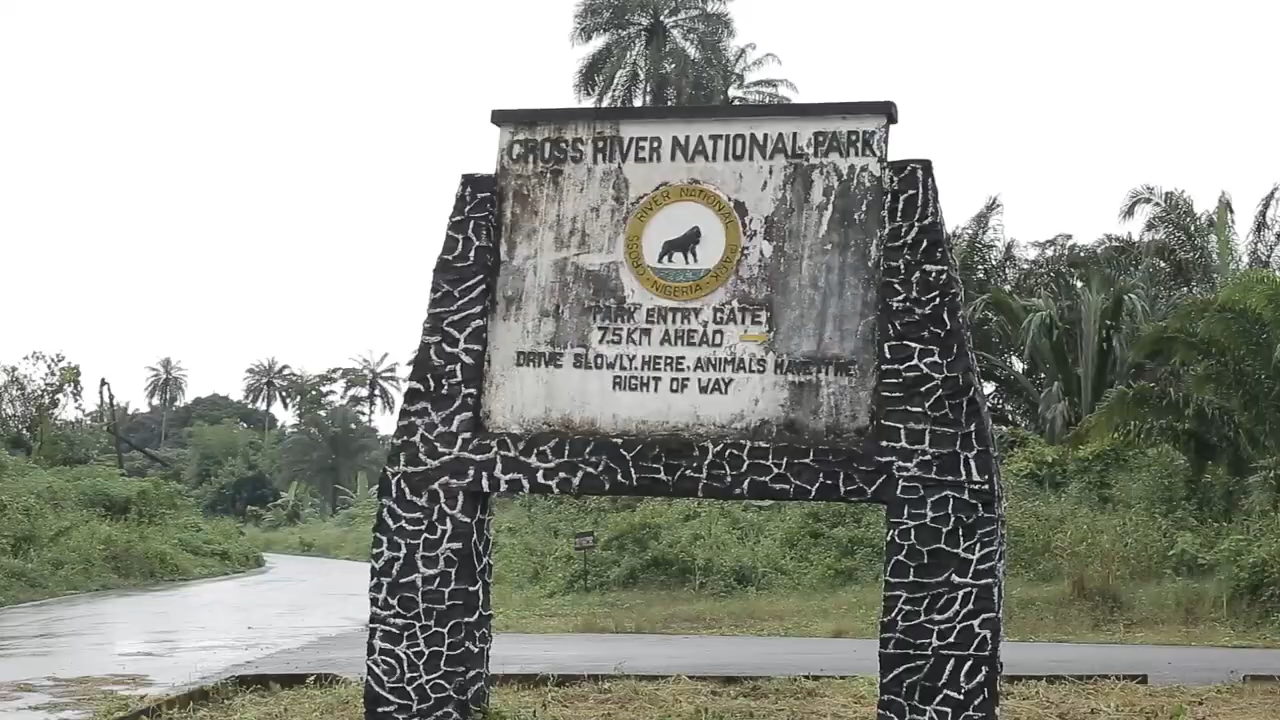 CROSS RIVER NATIONAL PARK
CROSS RIVER NATIONAL PARK
NIGERIA
PARK ENTRY GATE
7.5KM AHEAD
DRIVE SLOWLY. HERE, ANIMALS HAVE THE
RIGHT OF WAY